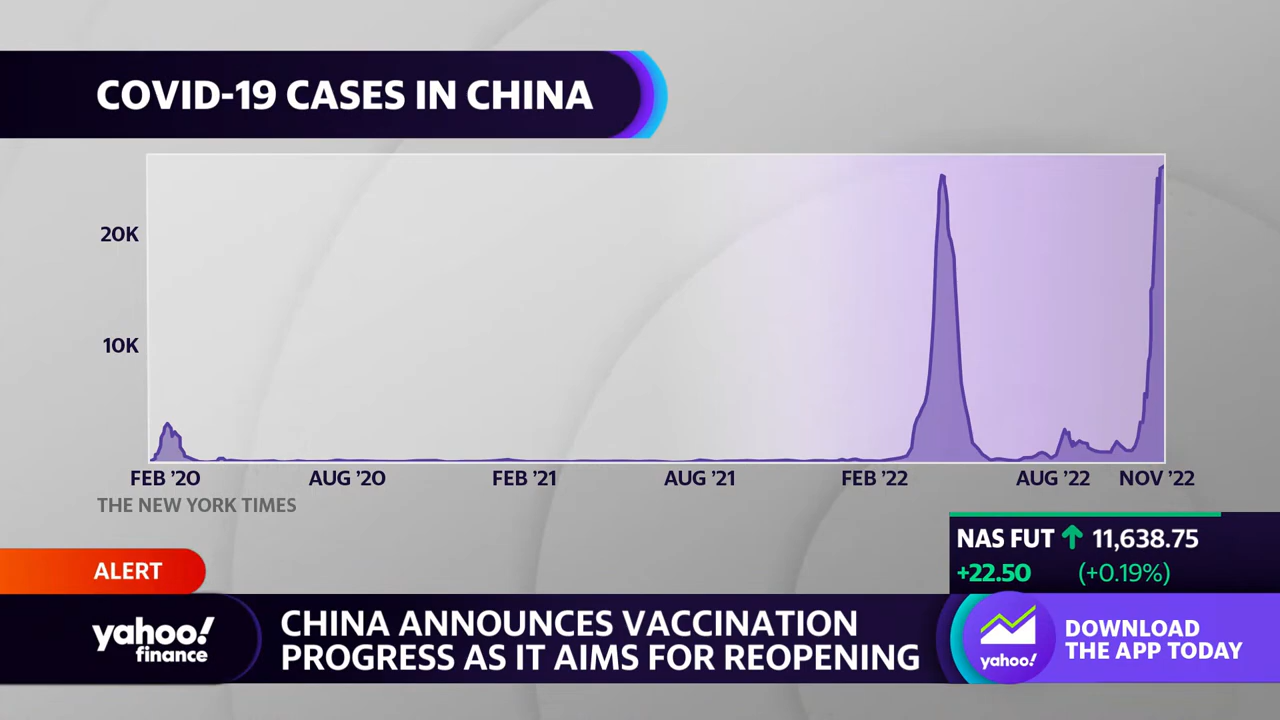 COVID-19 CASES IN CHINA
20K
10K
FEB ’20
AUG ’20
FEB ’21
AUG ’21
FEB ’22
AUG ’22
NOV ’22
THE NEW YORK TIMES
NAS FUT 11,638.75
+22.50 (+0.19%)
ALERT
yahoo!
finance
CHINA ANNOUNCES VACCINATION
PROGRESS AS IT AIMS FOR REOPENING
yahoo!
DOWNLOAD
THE APP TODAY